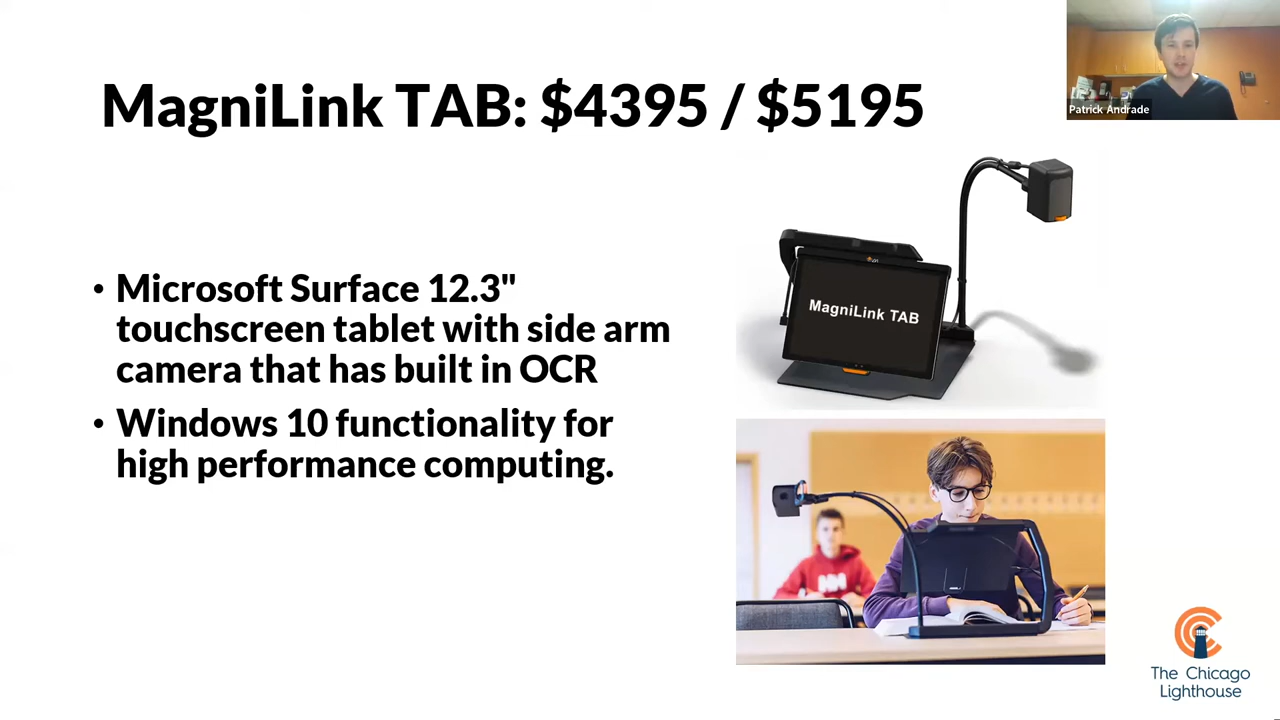 MagniLink TAB: $4395 / $5195
Patrick Andrade
• Microsoft Surface 12.3"
touchscreen tablet with side arm
camera that has built in OCR
• Windows 10 functionality for
high performance computing.
MagniLink TAB
The Chicago
Lighthouse